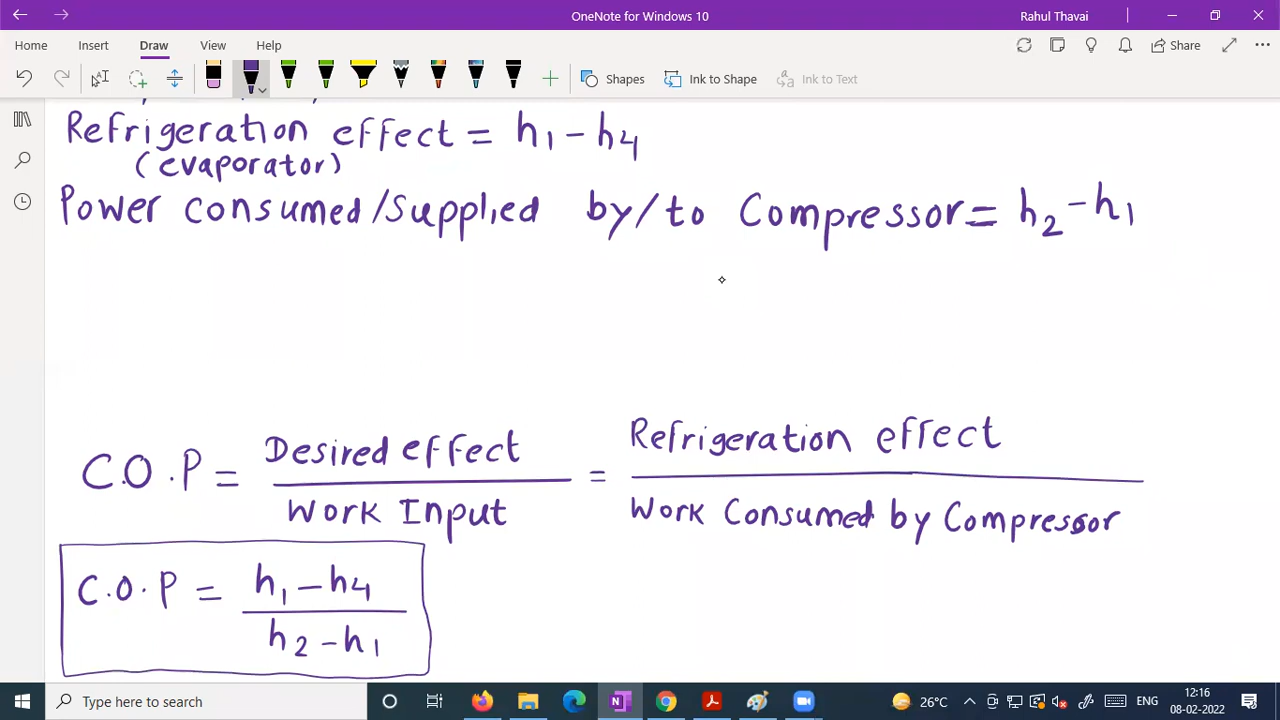 OneNote for Windows 10
Rahul Thavai
Home Insert Draw View Help
Share
Shapes Ink to Shape Ink to Text
Refrigeration effect = h1 - h4
(evaporator)
Power consumed/Supplied by/to Compressor = h2 - h1
C.O.P = Desired effect / Work Input = Refrigeration effect / Work Consumed by Compressor
C.O.P = h1 - h4 / h2 - h1
Type here to search
26°C
ENG
12:16
08-02-2022